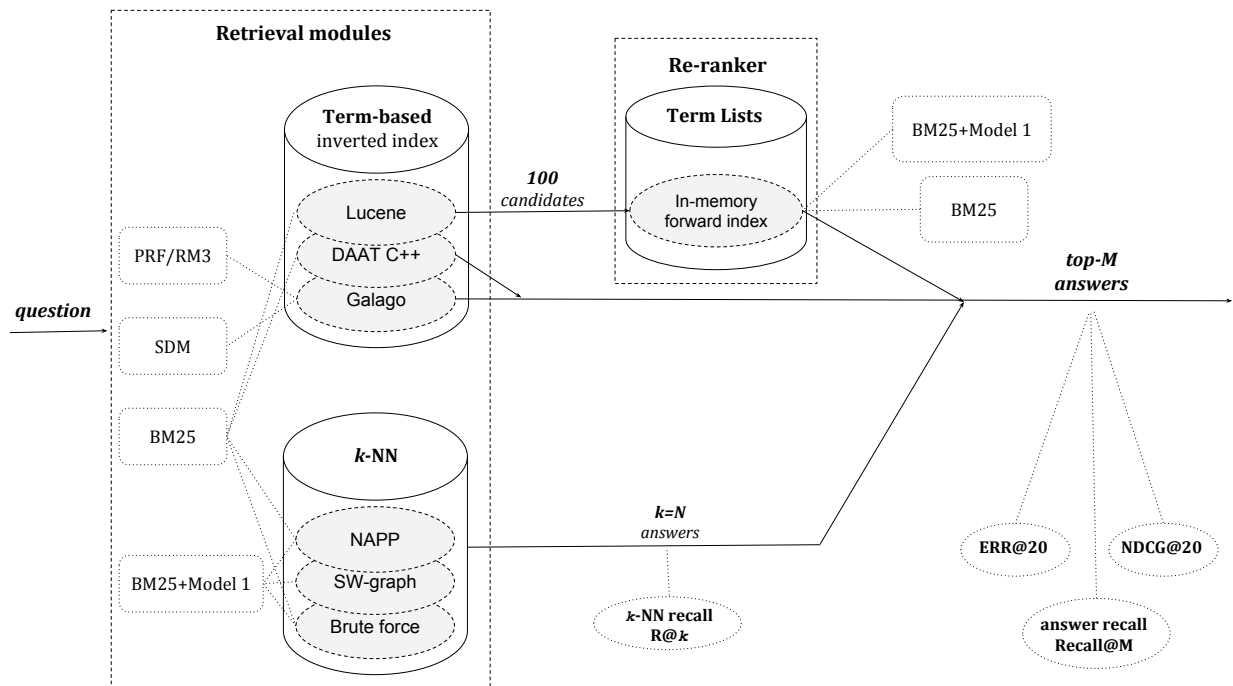 Retrieval modules
Re-ranker
Term-based
inverted index
Term Lists
BM25+Model 1
100
candidates
Lucene
In-memory
forward index
BM25
PRF/RM3
DAAT C++
Galago
top-M
answers
question
SDM
BM25
k-NN
k=N
answers
NAPP
ERR@20
NDCG@20
BM25+Model 1
SW-graph
Brute force
k-NN recall
R@k
answer recall
Recall@M